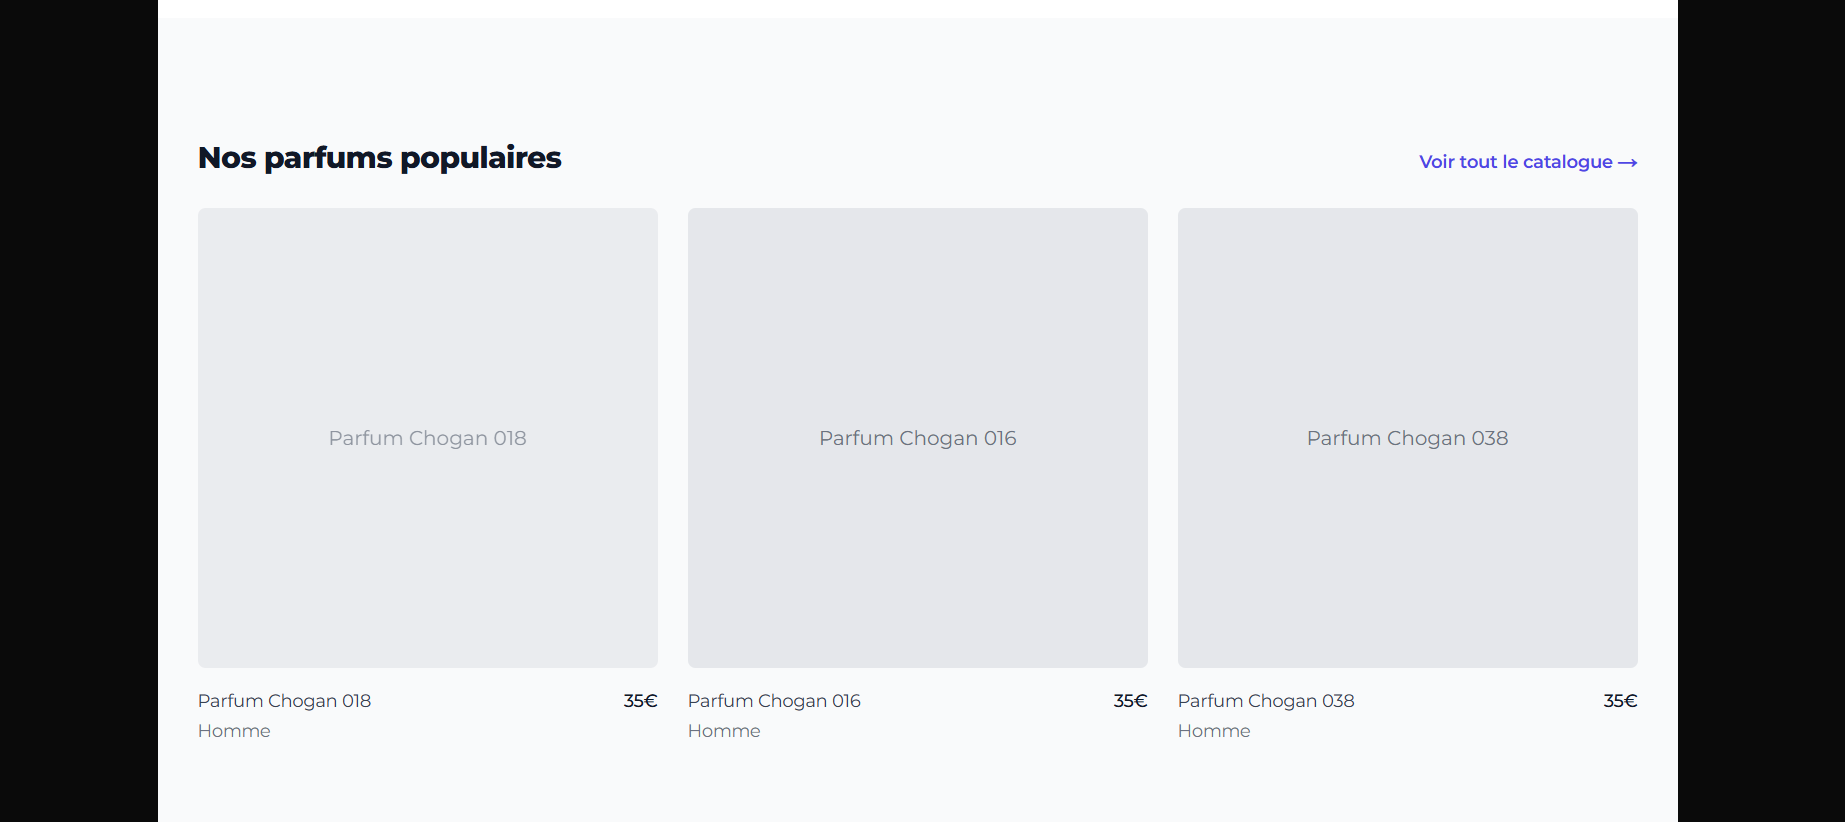 Nos parfums populaires
Voir tout le catalogue →
Parfum Chogan 018
Parfum Chogan 016
Parfum Chogan 038
Parfum Chogan 018 35€
Homme
Parfum Chogan 016 35€
Homme
Parfum Chogan 038 35€
Homme